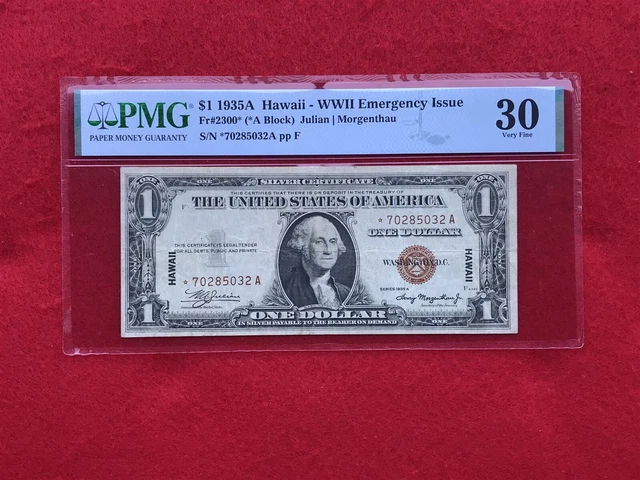 PMG
PAPER MONEY GUARANTY
$1 1935A Hawaii - WWII Emergency Issue
Fr#2300* (*A Block) Julian | Morgenthau
S/N *70285032A pp F
30
Very Fine
ONE SILVER CERTIFICATE ONE
THIS CERTIFIES THAT THERE IS ON DEPOSIT IN THE TREASURY OF
THE UNITED STATES OF AMERICA
1 1
F
* 70285032 A
ONE DOLLAR
THIS CERTIFICATE IS LEGAL TENDER
FOR ALL DEBTS, PUBLIC AND PRIVATE
WASHINGTON, D.C.
HAWAII HAWAII
* 70285032 A
SERIES 1935 A
1 ONE DOLLAR 1
IN SILVER PAYABLE TO THE BEARER ON DEMAND